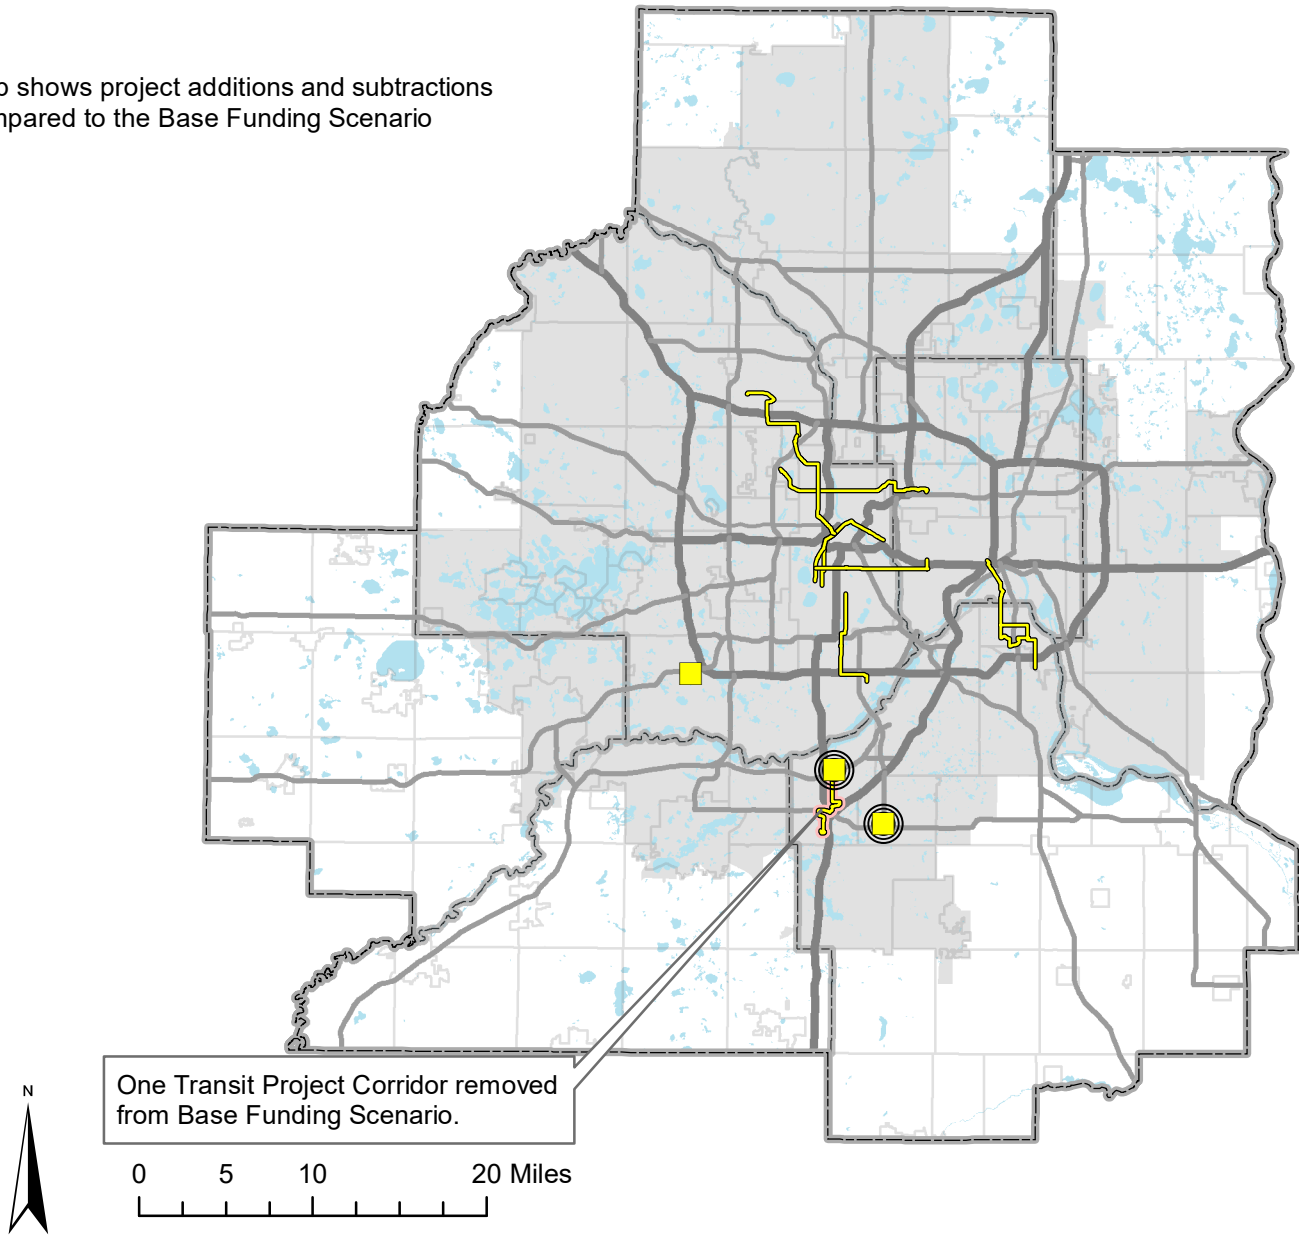 shows project additions and subtractions
to the Base Funding Scenario
One Transit Project Corridor removed
from Base Funding Scenario.
N
0 5 10 20 Miles